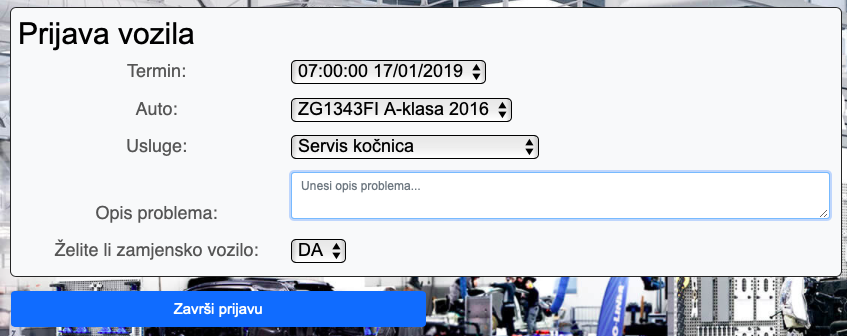 Prijava vozila
Termin: 07:00:00 17/01/2019
Auto: ZG1343FI A-klasa 2016
Usluge: Servis kočnica
Unesi opis problema...
Opis problema:
Želite li zamjensko vozilo: DA
Završi prijavu